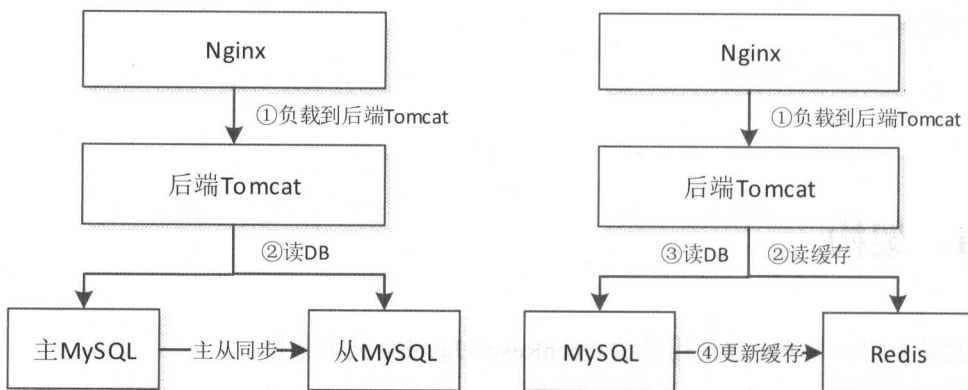 Nginx
①负载到后端Tomcat
后端Tomcat
②读DB
主MySQL
主从同步
从MySQL
Nginx
①负载到后端Tomcat
后端Tomcat
③读DB
②读缓存
MySQL
④更新缓存
Redis